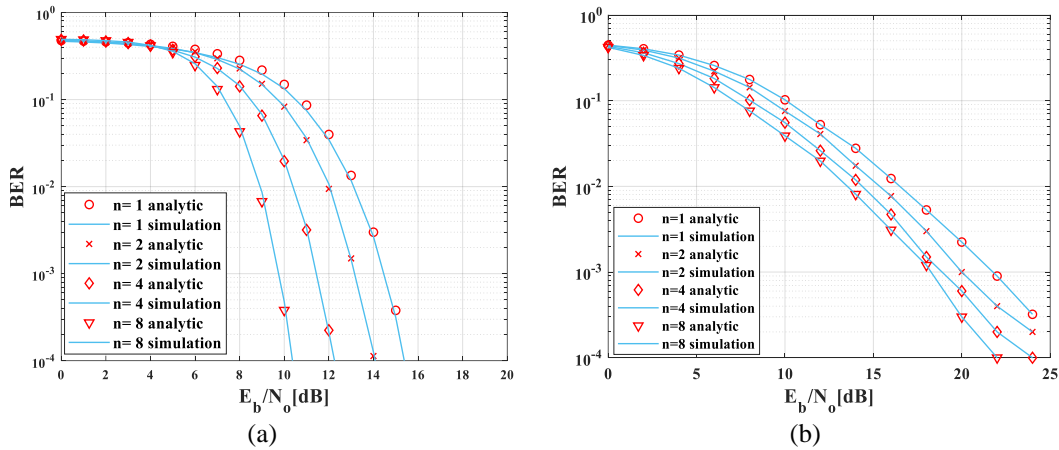 10^0
10^-1
10^-2
10^-3
10^-4
BER
n= 1 analytic
n= 1 simulation
n= 2 analytic
n= 2 simulation
n= 4 analytic
n= 4 simulation
n= 8 analytic
n= 8 simulation
0 2 4 6 8 10 12 14 16 18 20
E_b/N_o[dB]
(a)
10^0
10^-1
10^-2
10^-3
10^-4
BER
n=1 analytic
n=1 simulation
n=2 analytic
n=2 simulation
n=4 analytic
n=4 simulation
n=8 analytic
n=8 simulation
0 5 10 15 20 25
E_b/N_o[dB]
(b)